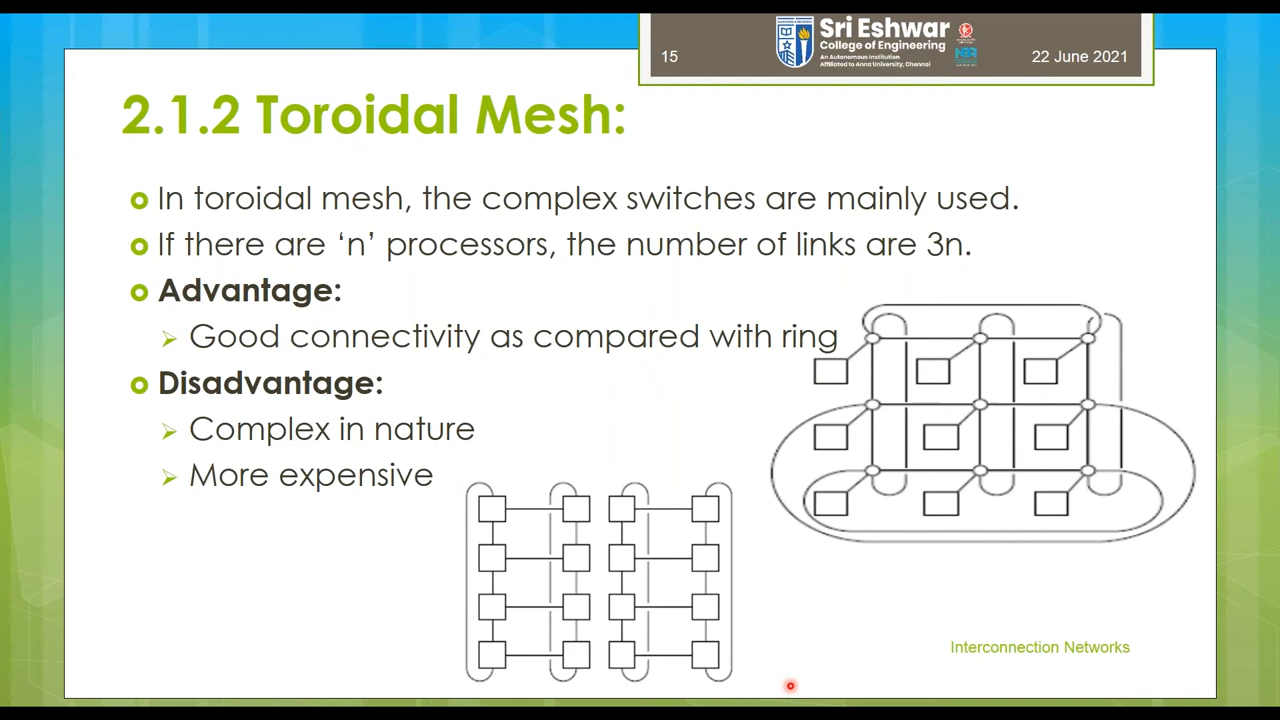 15
Sri Eshwar
College of Engineering
An Autonomous Institution
Affiliated to Anna University, Chennai
22 June 2021
2.1.2 Toroidal Mesh:
In toroidal mesh, the complex switches are mainly used.
If there are ‘n’ processors, the number of links are 3n.
Advantage:
Good connectivity as compared with ring
Disadvantage:
Complex in nature
More expensive
Interconnection Networks